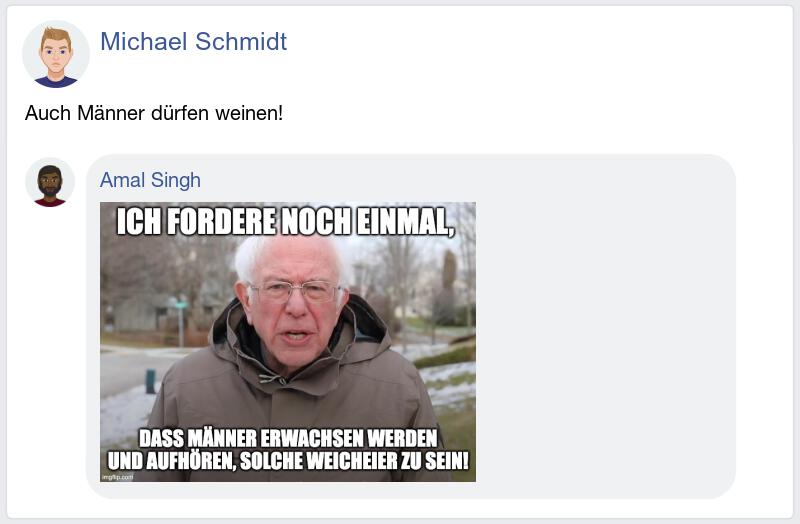 Michael Schmidt
Auch Männer dürfen weinen!
Amal Singh
ICH FORDERE NOCH EINMAL,
DASS MÄNNER ERWACHSEN WERDEN
UND AUFHÖREN, SOLCHE WEICHEIER ZU SEIN!
imgflip.com